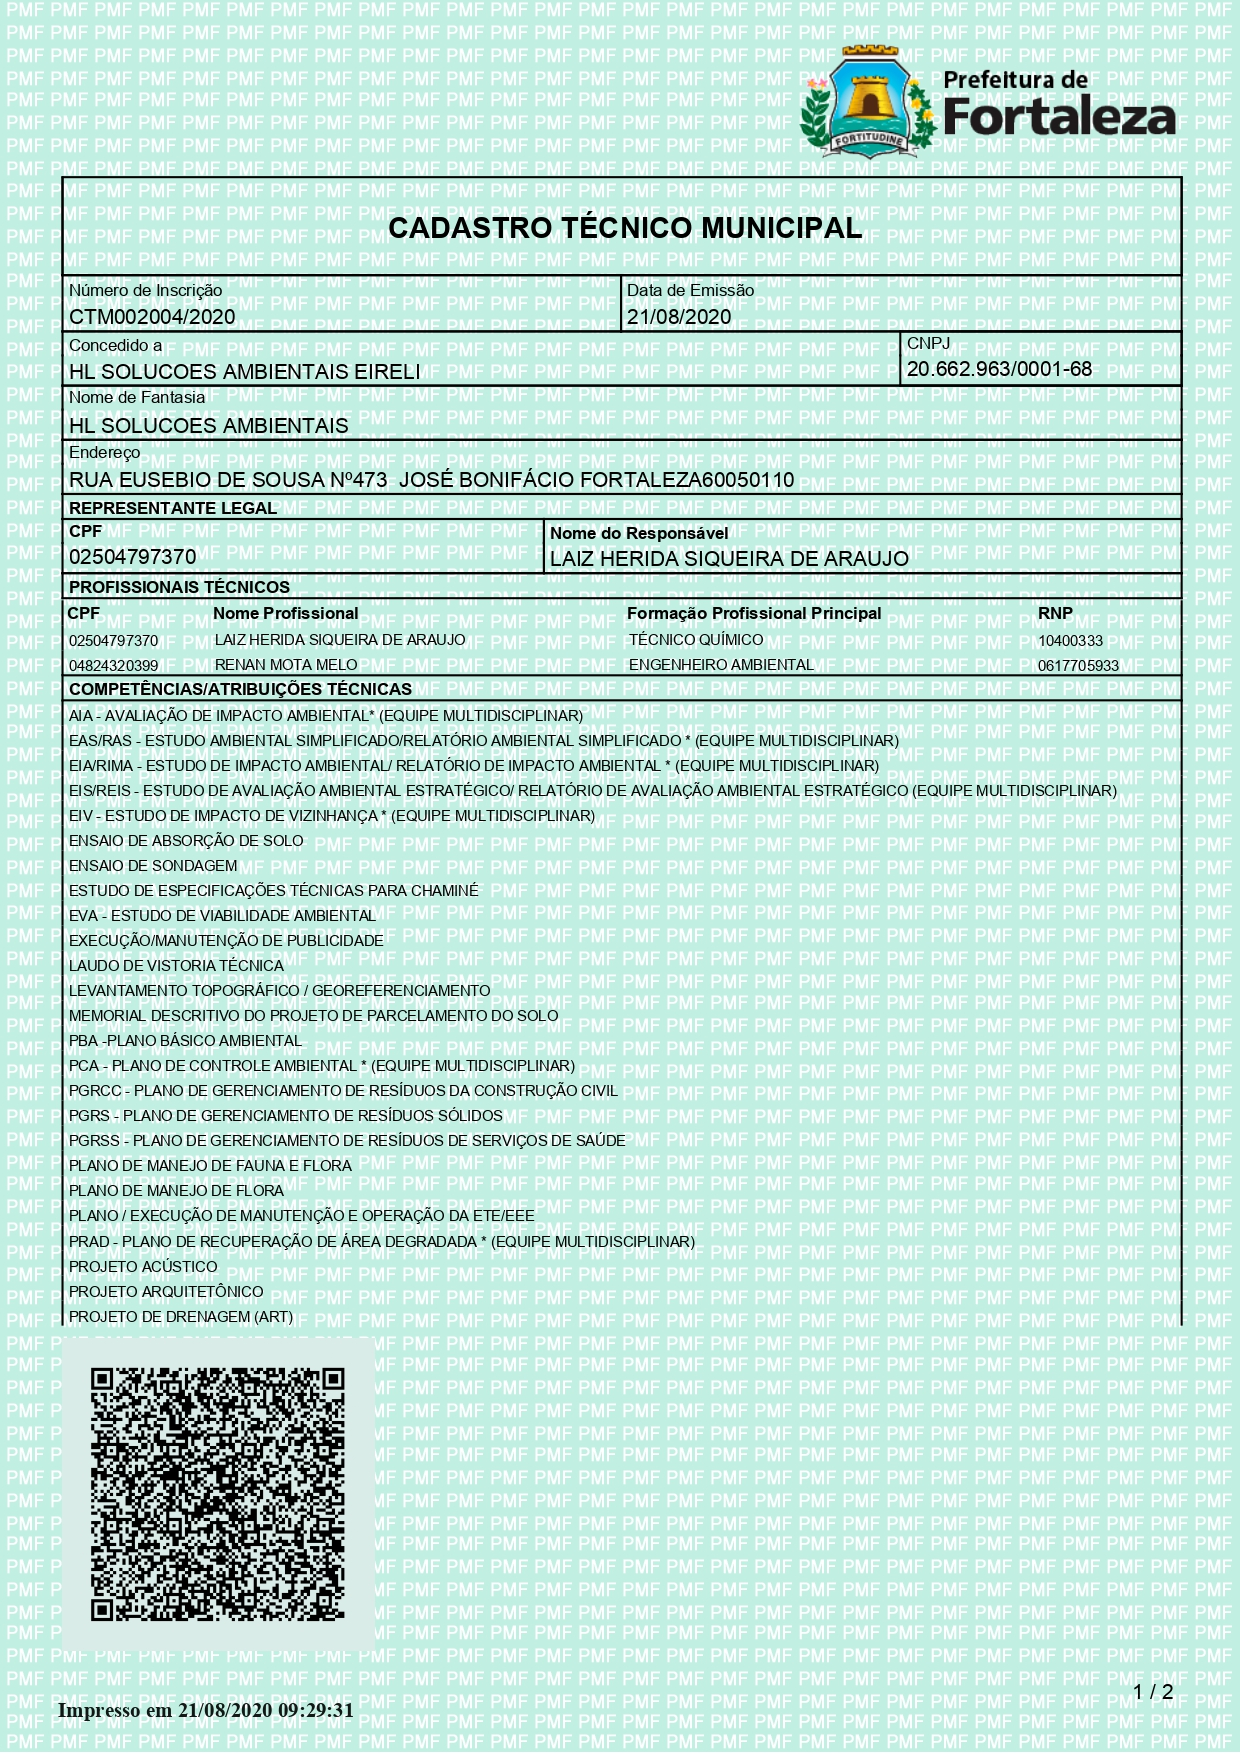 Prefeitura de
Fortaleza
FORTITUDINE
CADASTRO TÉCNICO MUNICIPAL
Número de Inscrição
CTM002004/2020
Data de Emissão
21/08/2020
Concedido a
HL SOLUCOES AMBIENTAIS EIRELI
CNPJ
20.662.963/0001-68
Nome de Fantasia
HL SOLUCOES AMBIENTAIS
Endereço
RUA EUSEBIO DE SOUSA Nº473 JOSÉ BONIFÁCIO FORTALEZA60050110
REPRESENTANTE LEGAL
CPF
02504797370
Nome do Responsável
LAIZ HERIDA SIQUEIRA DE ARAUJO
PROFISSIONAIS TÉCNICOS
CPF Nome Profissional Formação Profissional Principal RNP
02504797370 LAIZ HERIDA SIQUEIRA DE ARAUJO TÉCNICO QUÍMICO 10400333
04824320399 RENAN MOTA MELO ENGENHEIRO AMBIENTAL 0617705933
COMPETÊNCIAS/ATRIBUIÇÕES TÉCNICAS
AIA - AVALIAÇÃO DE IMPACTO AMBIENTAL* (EQUIPE MULTIDISCIPLINAR)
EAS/RAS - ESTUDO AMBIENTAL SIMPLIFICADO/RELATÓRIO AMBIENTAL SIMPLIFICADO * (EQUIPE MULTIDISCIPLINAR)
EIA/RIMA - ESTUDO DE IMPACTO AMBIENTAL/ RELATÓRIO DE IMPACTO AMBIENTAL * (EQUIPE MULTIDISCIPLINAR)
EIS/REIS - ESTUDO DE AVALIAÇÃO AMBIENTAL ESTRATÉGICO/ RELATÓRIO DE AVALIAÇÃO AMBIENTAL ESTRATÉGICO (EQUIPE MULTIDISCIPLINAR)
EIV - ESTUDO DE IMPACTO DE VIZINHANÇA * (EQUIPE MULTIDISCIPLINAR)
ENSAIO DE ABSORÇÃO DE SOLO
ENSAIO DE SONDAGEM
ESTUDO DE ESPECIFICAÇÕES TÉCNICAS PARA CHAMINÉ
EVA - ESTUDO DE VIABILIDADE AMBIENTAL
EXECUÇÃO/MANUTENÇÃO DE PUBLICIDADE
LAUDO DE VISTORIA TÉCNICA
LEVANTAMENTO TOPOGRÁFICO / GEOREFERENCIAMENTO
MEMORIAL DESCRITIVO DO PROJETO DE PARCELAMENTO DO SOLO
PBA -PLANO BÁSICO AMBIENTAL
PCA - PLANO DE CONTROLE AMBIENTAL * (EQUIPE MULTIDISCIPLINAR)
PGRCC - PLANO DE GERENCIAMENTO DE RESÍDUOS DA CONSTRUÇÃO CIVIL
PGRS - PLANO DE GERENCIAMENTO DE RESÍDUOS SÓLIDOS
PGRSS - PLANO DE GERENCIAMENTO DE RESÍDUOS DE SERVIÇOS DE SAÚDE
PLANO DE MANEJO DE FAUNA E FLORA
PLANO DE MANEJO DE FLORA
PLANO / EXECUÇÃO DE MANUTENÇÃO E OPERAÇÃO DA ETE/EEE
PRAD - PLANO DE RECUPERAÇÃO DE ÁREA DEGRADADA * (EQUIPE MULTIDISCIPLINAR)
PROJETO ACÚSTICO
PROJETO ARQUITETÔNICO
PROJETO DE DRENAGEM (ART)
1 / 2
Impresso em 21/08/2020 09:29:31